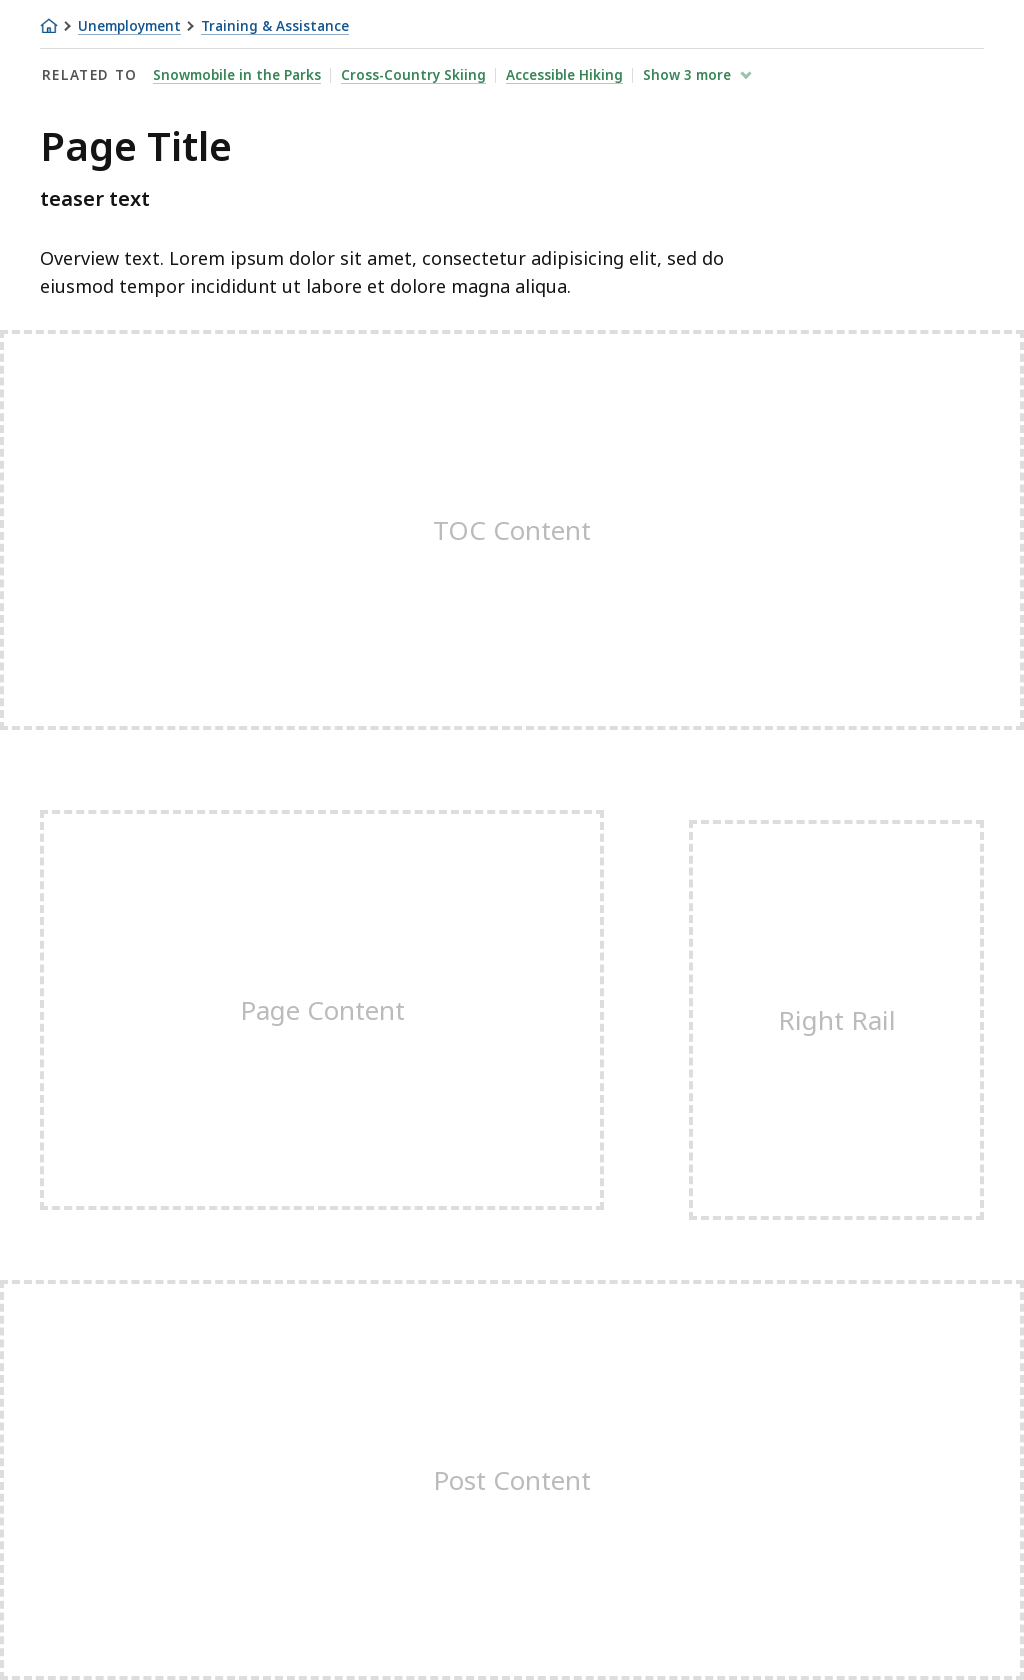 Unemployment Training & Assistance
RELATED TO Snowmobile in the Parks Cross-Country Skiing Accessible Hiking Show 3 more
Page Title
teaser text
Overview text. Lorem ipsum dolor sit amet, consectetur adipisicing elit, sed do
eiusmod tempor incididunt ut labore et dolore magna aliqua.
TOC Content
Page Content
Right Rail
Post Content